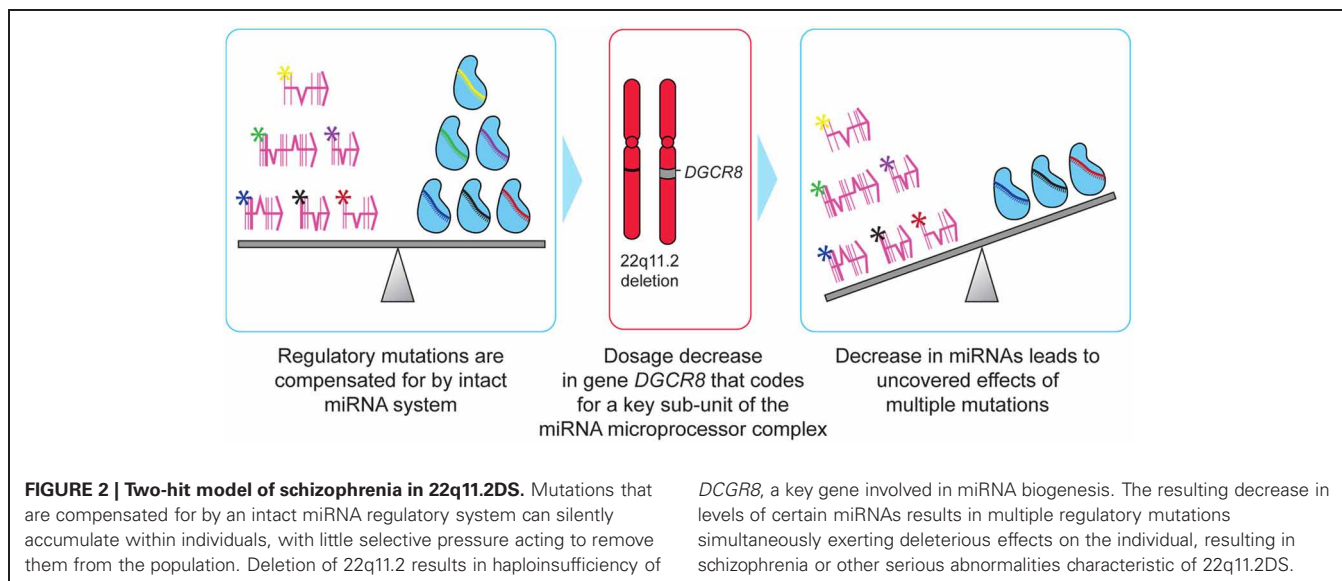 DGCR8
22q11.2
deletion
Regulatory mutations are
compensated for by intact
miRNA system
Dosage decrease
in gene DGCR8 that codes
for a key sub-unit of the
miRNA microprocessor complex
Decrease in miRNAs leads to
uncovered effects of
multiple mutations
FIGURE 2 | Two-hit model of schizophrenia in 22q11.2DS. Mutations that
are compensated for by an intact miRNA regulatory system can silently
accumulate within individuals, with little selective pressure acting to remove
them from the population. Deletion of 22q11.2 results in haploinsufficiency of
DCGR8, a key gene involved in miRNA biogenesis. The resulting decrease in
levels of certain miRNAs results in multiple regulatory mutations
simultaneously exerting deleterious effects on the individual, resulting in
schizophrenia or other serious abnormalities characteristic of 22q11.2DS.